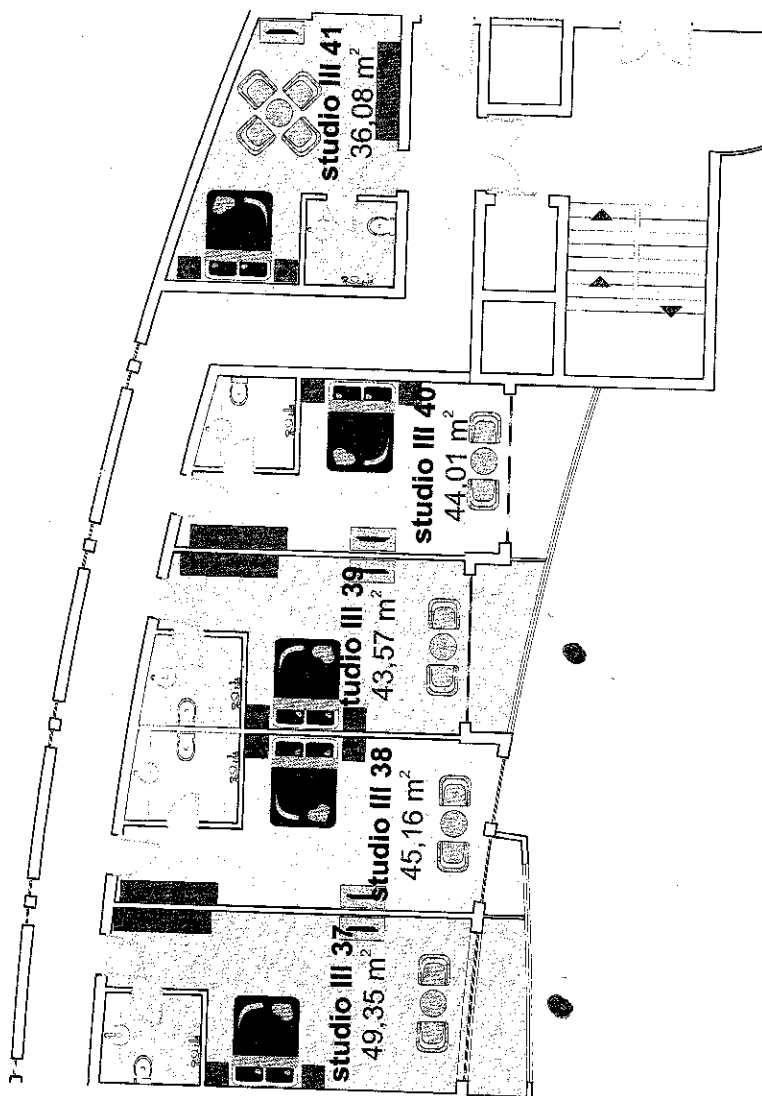 studio III 37
49,35 m²
studio III 38
45,16 m²
tudio III 39
43,57 m²
studio III 40
44,01 m²
studio III 41
36,08 m²